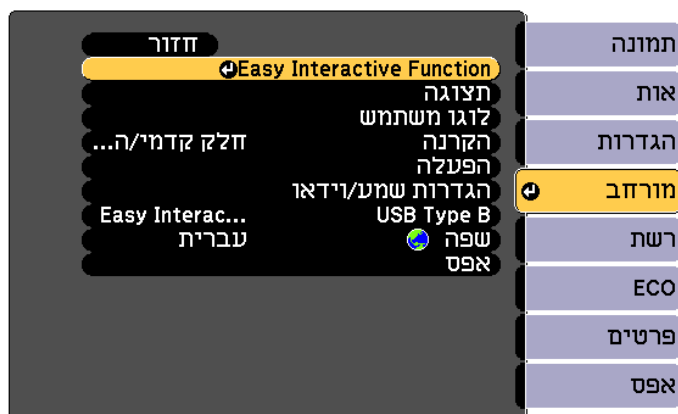 תמונה
אות
הגדרות
מורחב
רשת
ECO
פרטים
אפס
חזור
Easy Interactive Function
תצוגה
לוגו משתמש
הקרנה חלק קדמי/ה...
הפעלה
הגדרות שמע/וידאו
USB Type B Easy Interac...
שפה עברית
אפס